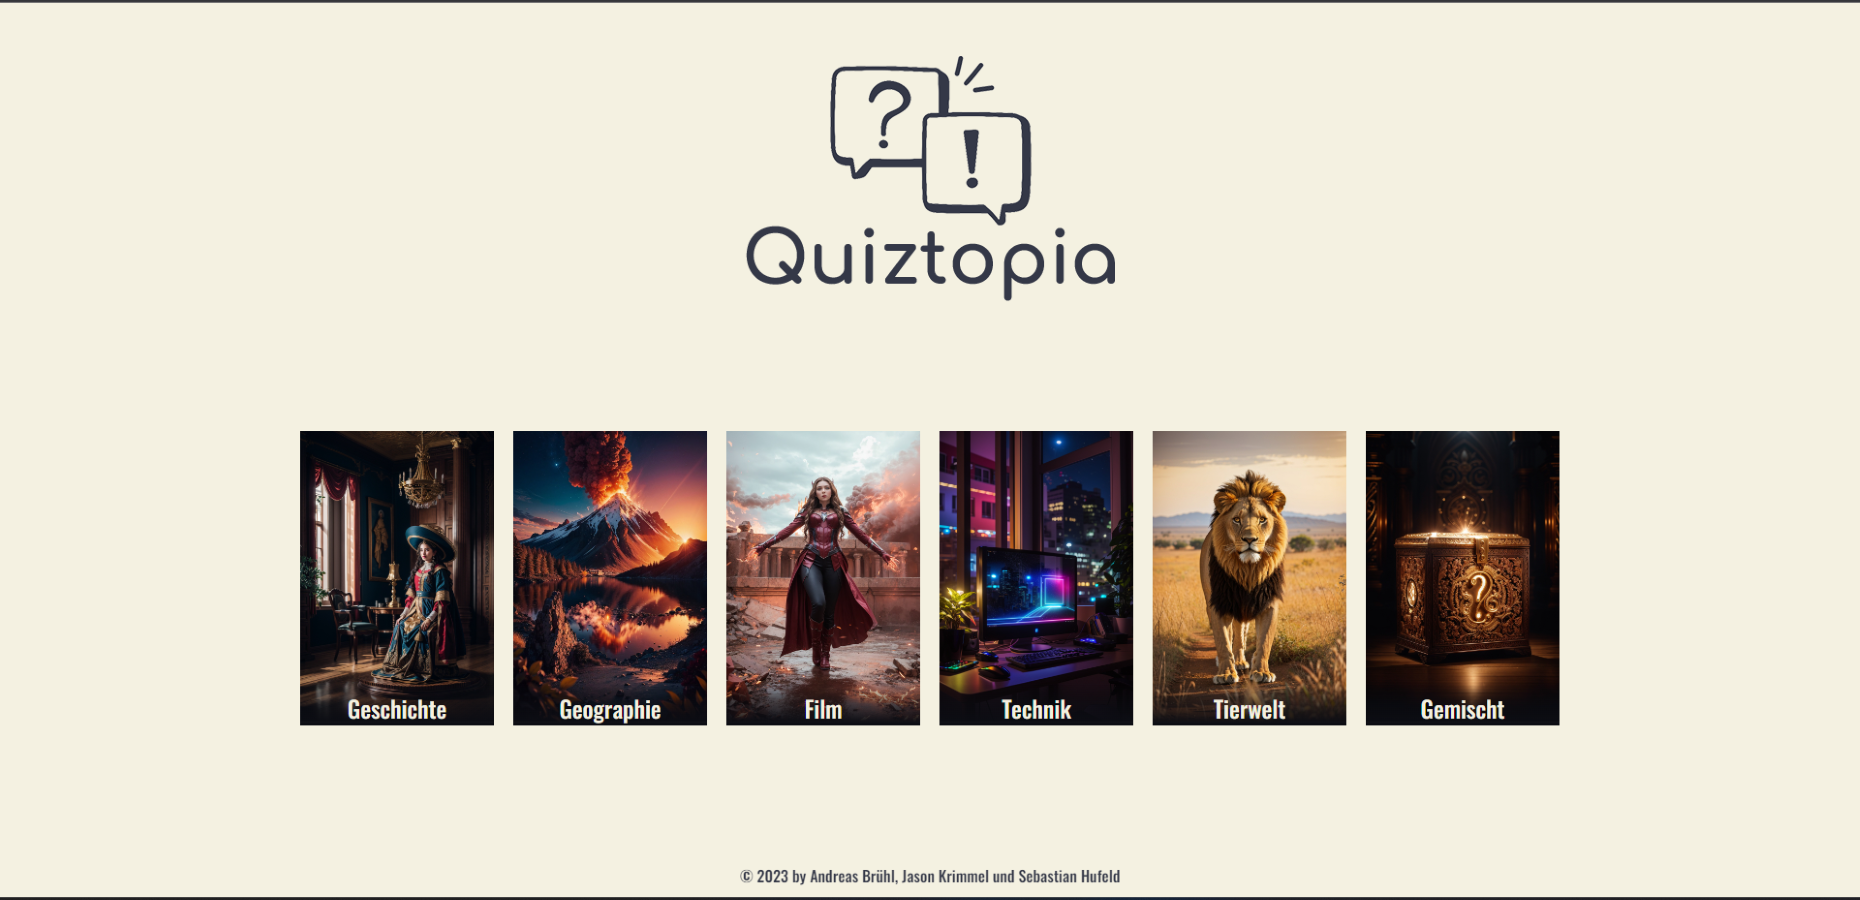 ?
!
Quiztopia
Geschichte
Geographie
Film
Technik
Tierwelt
?
Gemischt
© 2023 by Andreas Brühl, Jason Krimmel und Sebastian Hufeld